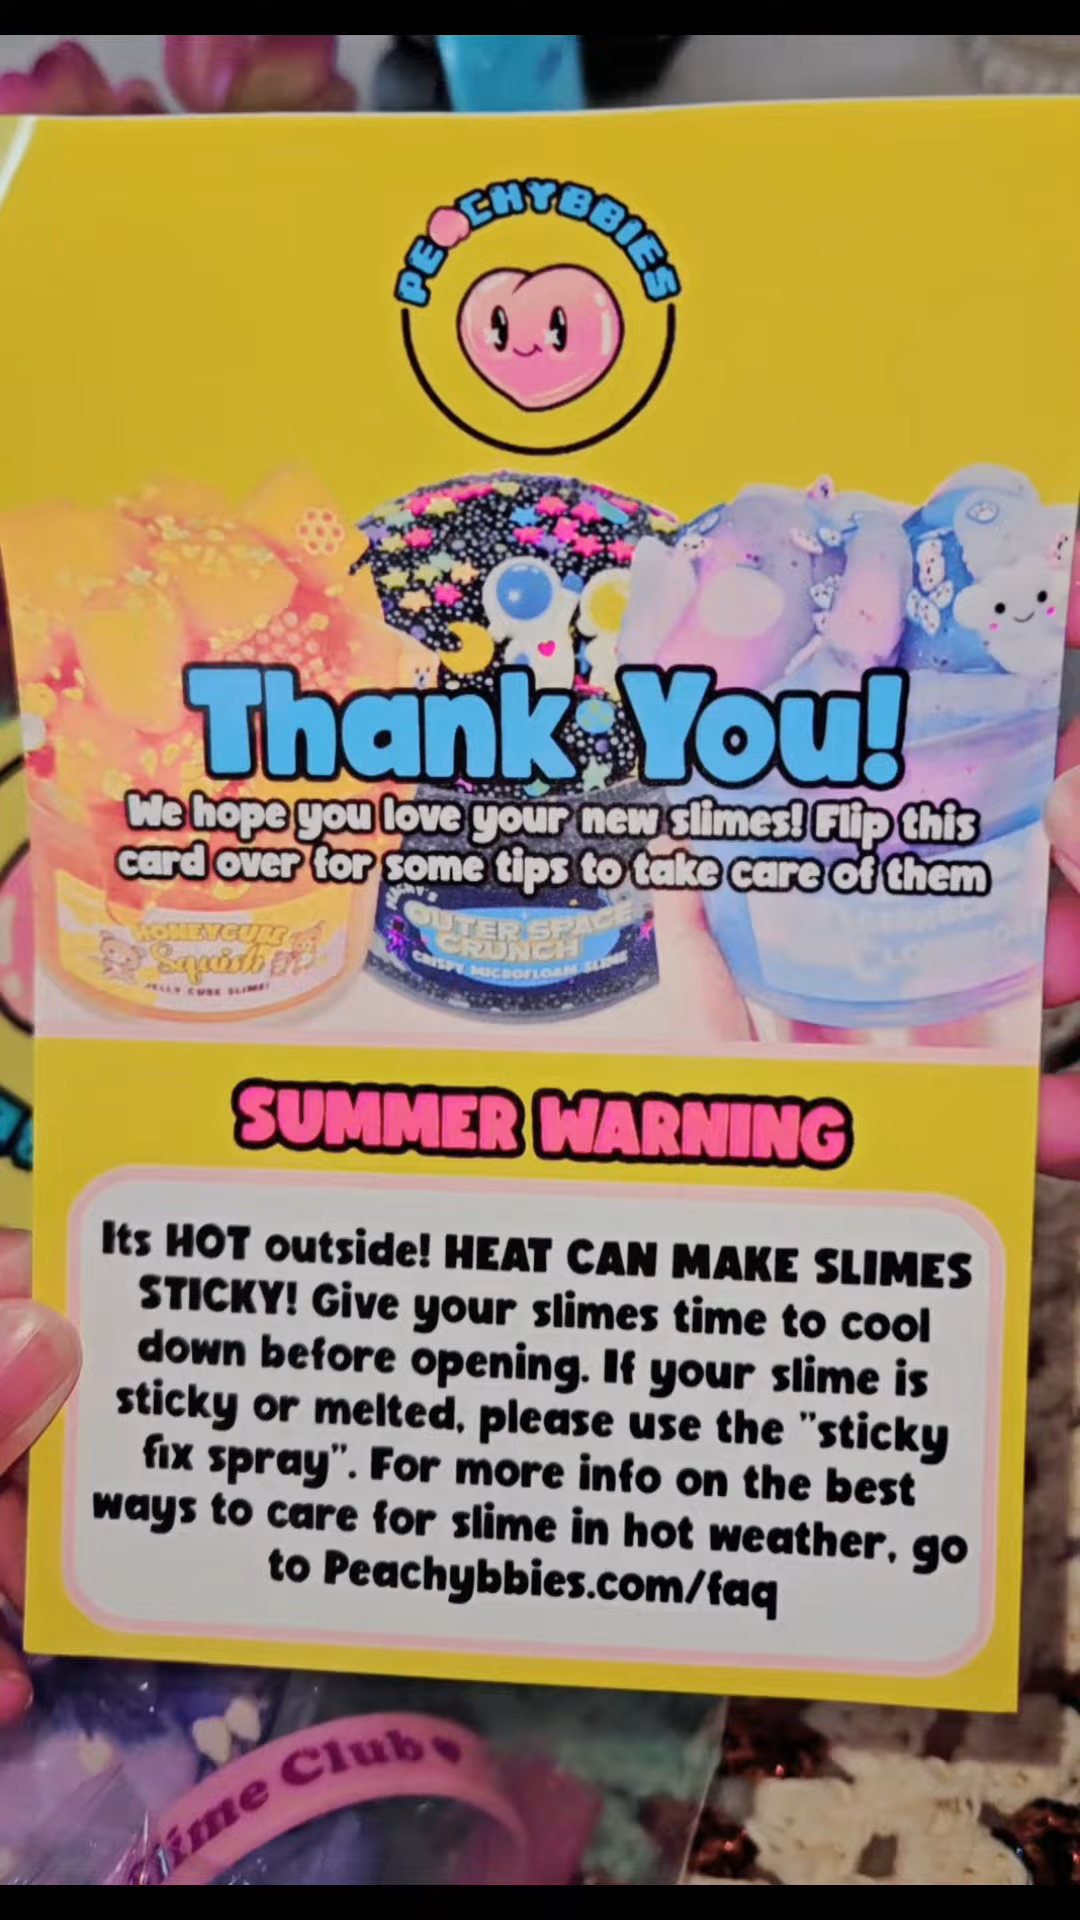 PEACHYBBIES
Thank You!
We hope you love your new slimes! Flip this
card over for some tips to take care of them
HONEYCUBE
Squish
JELLY CUBE SLIME!
PEACHY'S
OUTER SPACE
CRUNCH
CRISPY MICROFLOAM SLIME
SUMMER WARNING
Its HOT outside! HEAT CAN MAKE SLIMES
STICKY! Give your slimes time to cool
down before opening. If your slime is
sticky or melted, please use the "sticky
fix spray". For more info on the best
ways to care for slime in hot weather, go
to Peachybbies.com/faq
Slime Club